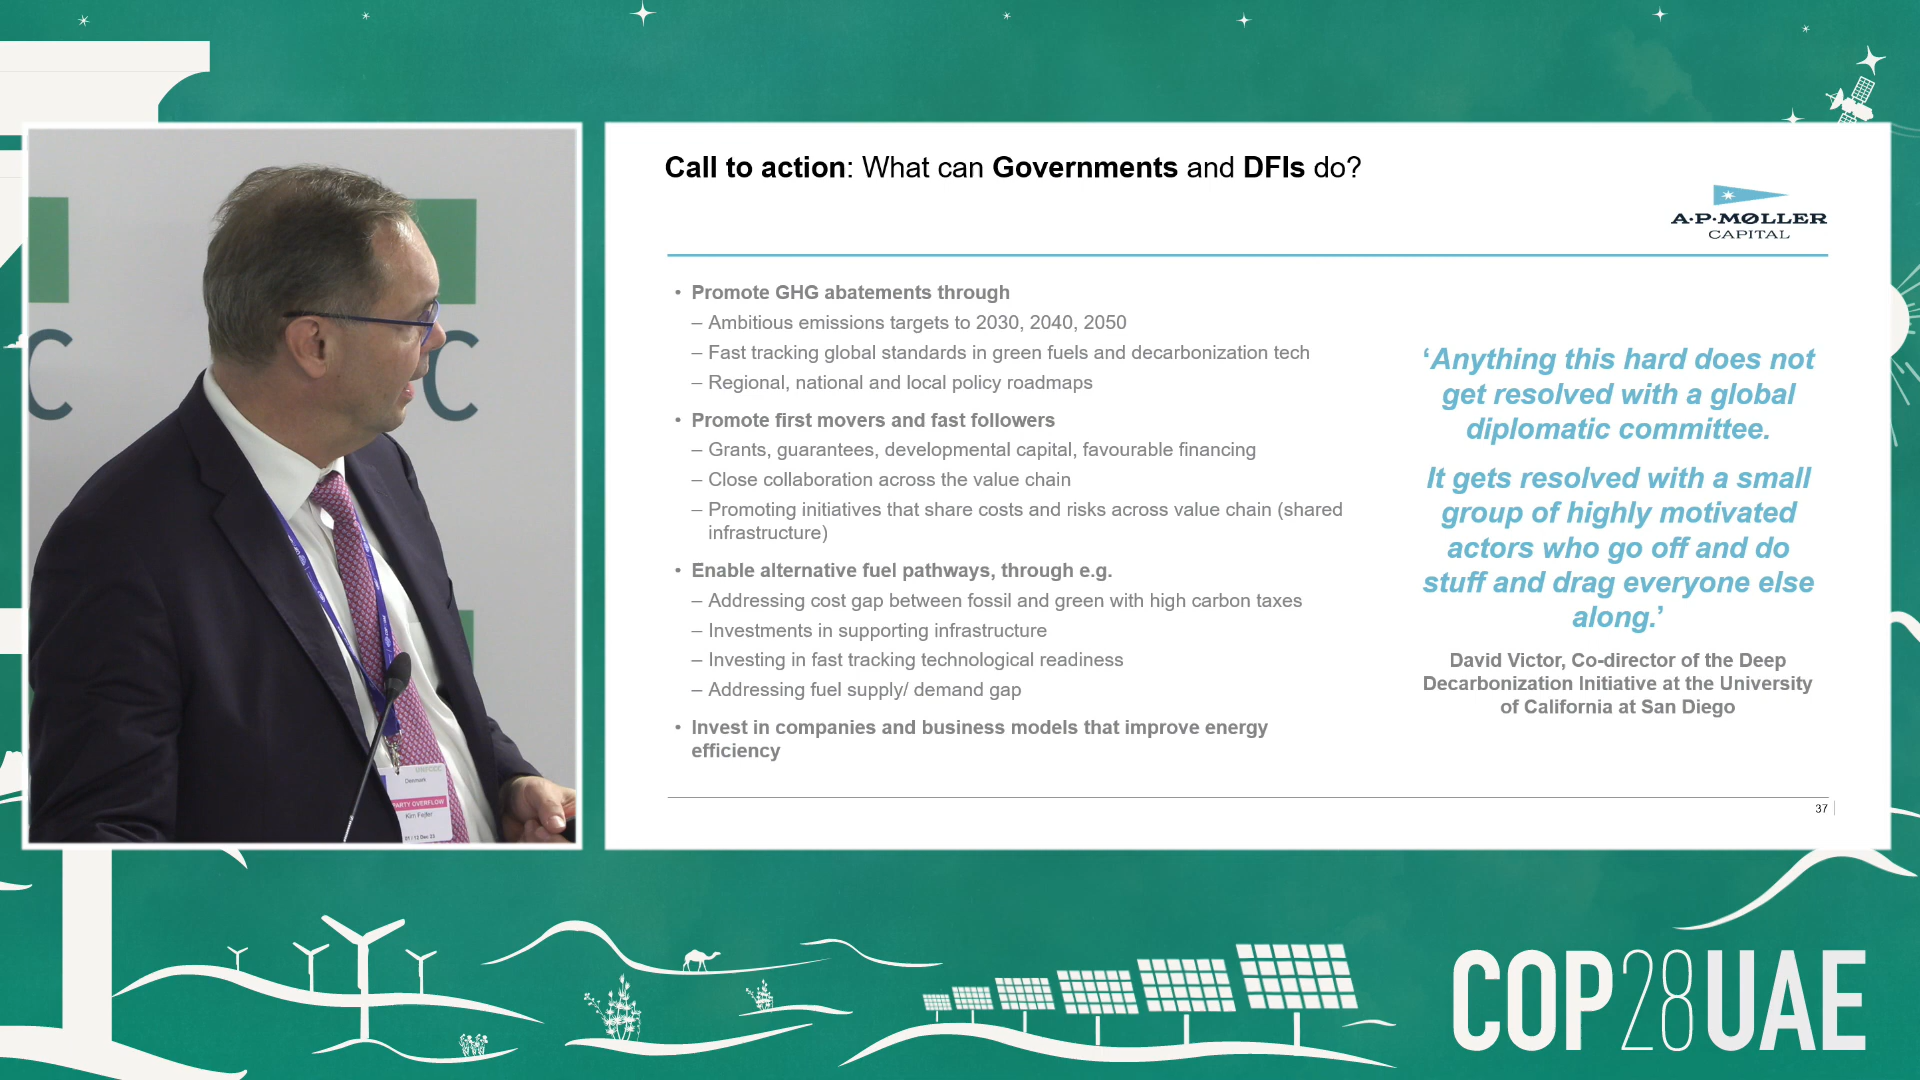 Call to action: What can Governments and DFIs do?
A·P·MØLLER
CAPITAL
• Promote GHG abatements through
– Ambitious emissions targets to 2030, 2040, 2050
– Fast tracking global standards in green fuels and decarbonization tech
– Regional, national and local policy roadmaps
• Promote first movers and fast followers
– Grants, guarantees, developmental capital, favourable financing
– Close collaboration across the value chain
– Promoting initiatives that share costs and risks across value chain (shared
infrastructure)
• Enable alternative fuel pathways, through e.g.
– Addressing cost gap between fossil and green with high carbon taxes
– Investments in supporting infrastructure
– Investing in fast tracking technological readiness
– Addressing fuel supply/ demand gap
• Invest in companies and business models that improve energy
efficiency
‘Anything this hard does not
get resolved with a global
diplomatic committee.
It gets resolved with a small
group of highly motivated
actors who go off and do
stuff and drag everyone else
along.’
David Victor, Co-director of the Deep
Decarbonization Initiative at the University
of California at San Diego
37
C
C
Denmark
PARTY OVERFLOW
Kim Fejfer
COP28UAE